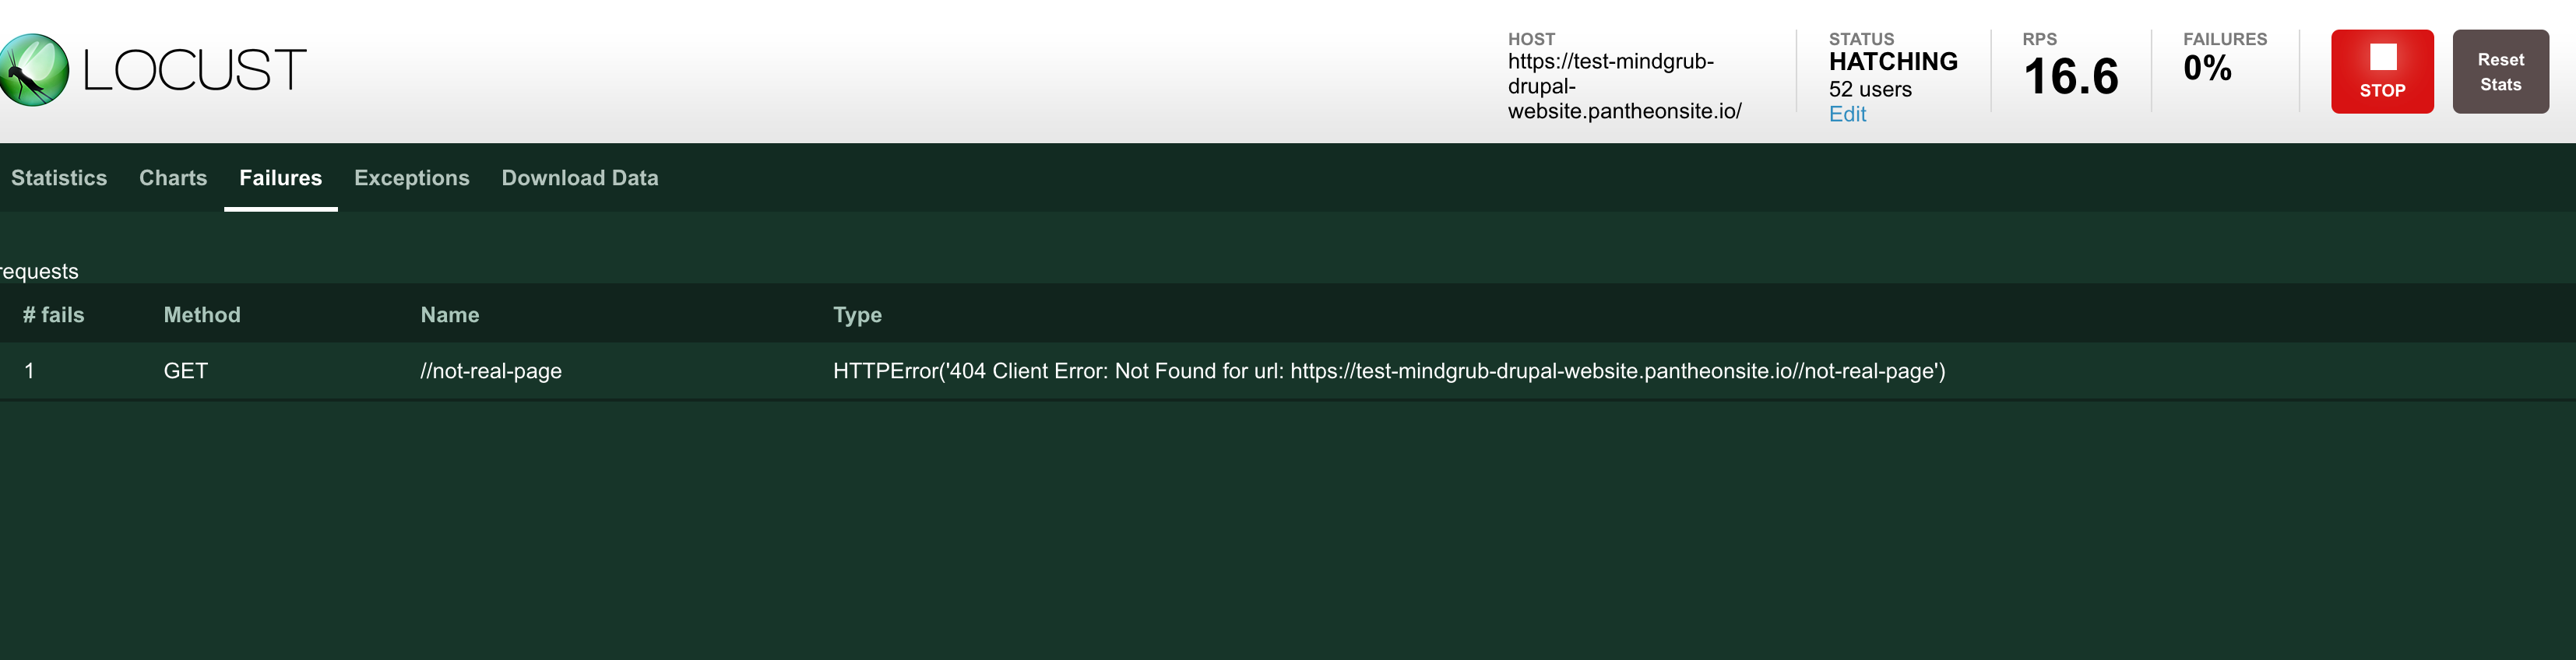 LOCUST
HOST
https://test-mindgrub-
drupal-
website.pantheonsite.io/
STATUS
HATCHING
52 users
Edit
RPS
16.6
FAILURES
0%
STOP
Reset
Stats
Statistics Charts Failures Exceptions Download Data
requests
# fails Method Name Type
1 GET //not-real-page HTTPError('404 Client Error: Not Found for url: https://test-mindgrub-drupal-website.pantheonsite.io//not-real-page')